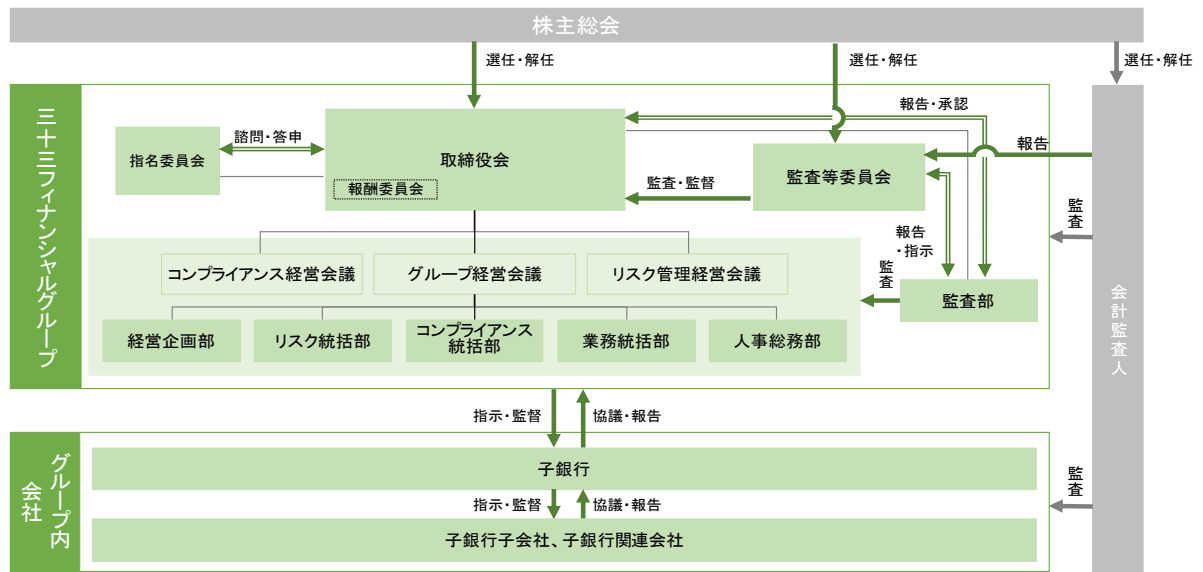 株主総会
選任・解任
選任・解任
選任・解任
三十三フィナンシャルグループ
指名委員会
諮問・答申
取締役会
報酬委員会
報告・承認
監査等委員会
監査・監督
報告
報告
・指示
監査
監査
コンプライアンス経営会議
グループ経営会議
リスク管理経営会議
監査部
経営企画部
リスク統括部
コンプライアンス
統括部
業務統括部
人事総務部
会計監査人
指示・監督
協議・報告
グループ内
会社
子銀行
監査
指示・監督
協議・報告
子銀行子会社、子銀行関連会社